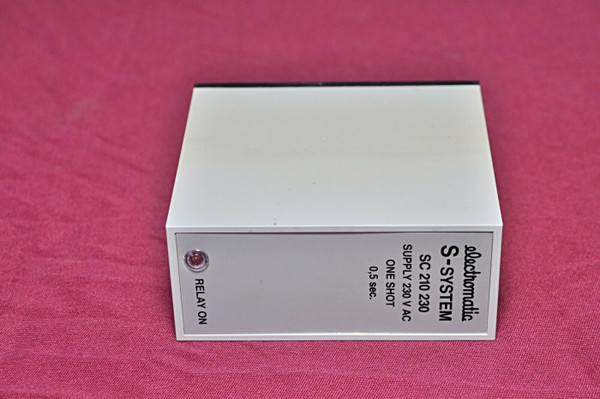 electromatic
S-SYSTEM
SC 210 230
SUPPLY 230 V AC
ONE SHOT
0,5 sec.
RELAY ON